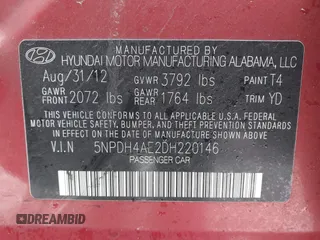 BY
HYUNDAI MOTOR MANUFACTURING ALABAMA, LLC
Aug/31/12 GVWR 3792 lbs PAINT T4
GAWR FRONT 2072 lbs GAWR REAR 1764 lbs TRIM YD
THIS VEHICLE CONFORMS TO ALL APPLICABLE
FEDERAL MOTOR VEHICLE SAFETY, BUMPER,
AND THEFT PREVENTION STANDARDS IN EFFECT
ON THE DATE OF MANUFACTURE SHOWN ABOVE.
V.I.N 5NPDH4AE2DH220146
PASSENGER CAR
DREAMBID